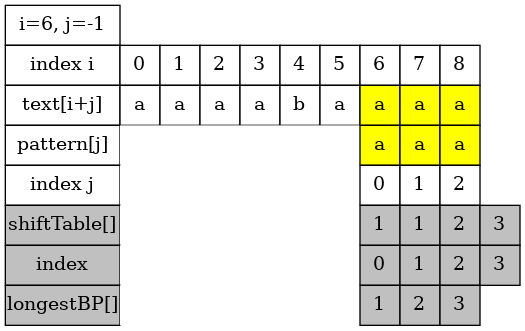 i=6, j=-1
index i 0 1 2 3 4 5 6 7 8
text[i+j] a a a a b a a a a
pattern[j] a a a
index j 0 1 2
shiftTable[] 1 1 2 3
index 0 1 2 3
longestBP[] 1 2 3